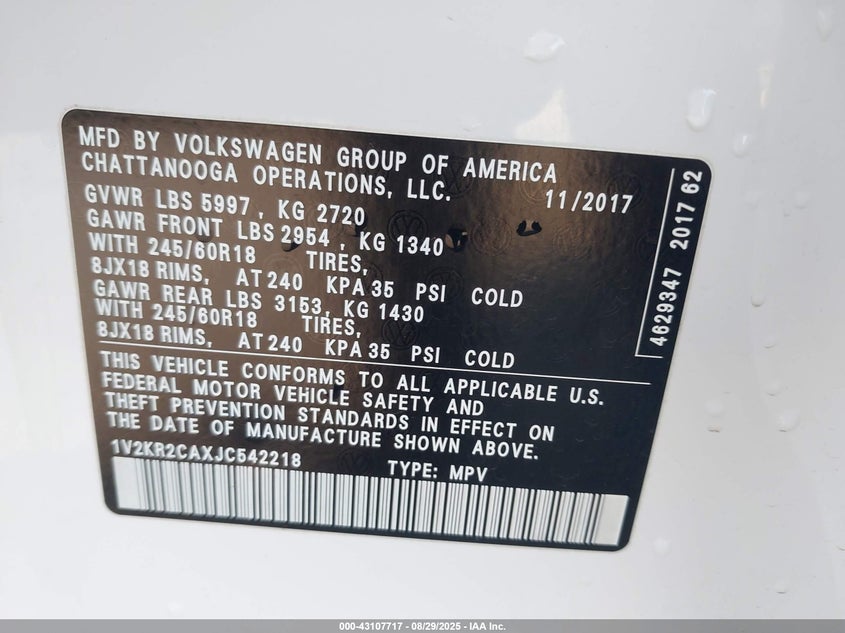 MFD BY VOLKSWAGEN GROUP OF AMERICA
CHATTANOOGA OPERATIONS, LLC. 11/2017
GVWR LBS 5997 , KG 2720
GAWR FRONT LBS 2954 , KG 1340
WITH 245/60R18 TIRES,
8JX18 RIMS, AT 240 KPA 35 PSI COLD
GAWR REAR LBS 3153, KG 1430
WITH 245/60R18 TIRES,
8JX18 RIMS, AT 240 KPA 35 PSI COLD
THIS VEHICLE CONFORMS TO ALL APPLICABLE U.S.
FEDERAL MOTOR VEHICLE SAFETY AND
THEFT PREVENTION STANDARDS IN EFFECT ON
THE DATE OF MANUFACTURE SHOWN ABOVE.
1V2KR2CAXJC542218 TYPE: MPV
4629347 2017 62
000-43107717 - 08/29/2025 - IAA Inc.